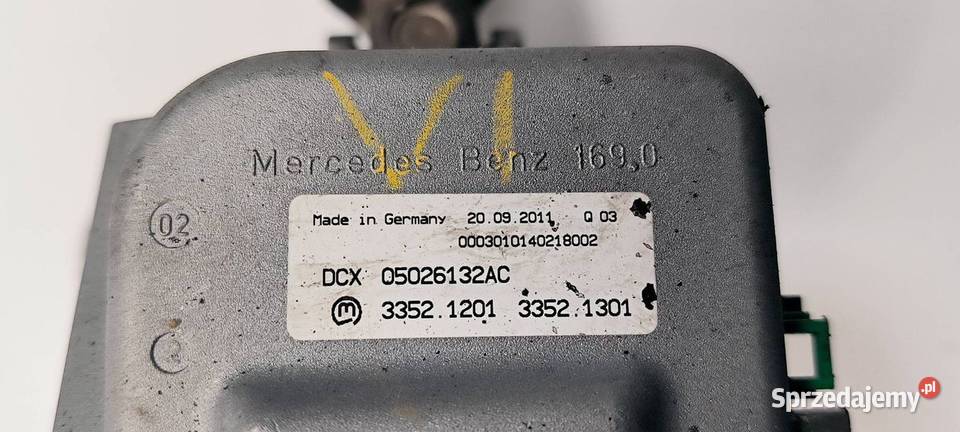 VI
Mercedes Benz 169,0
02
Made in Germany 20.09.2011 Q 03
0003010140218002
DCX 05026132AC
m 3352.1201 3352.1301
Sprzedajemy.pl